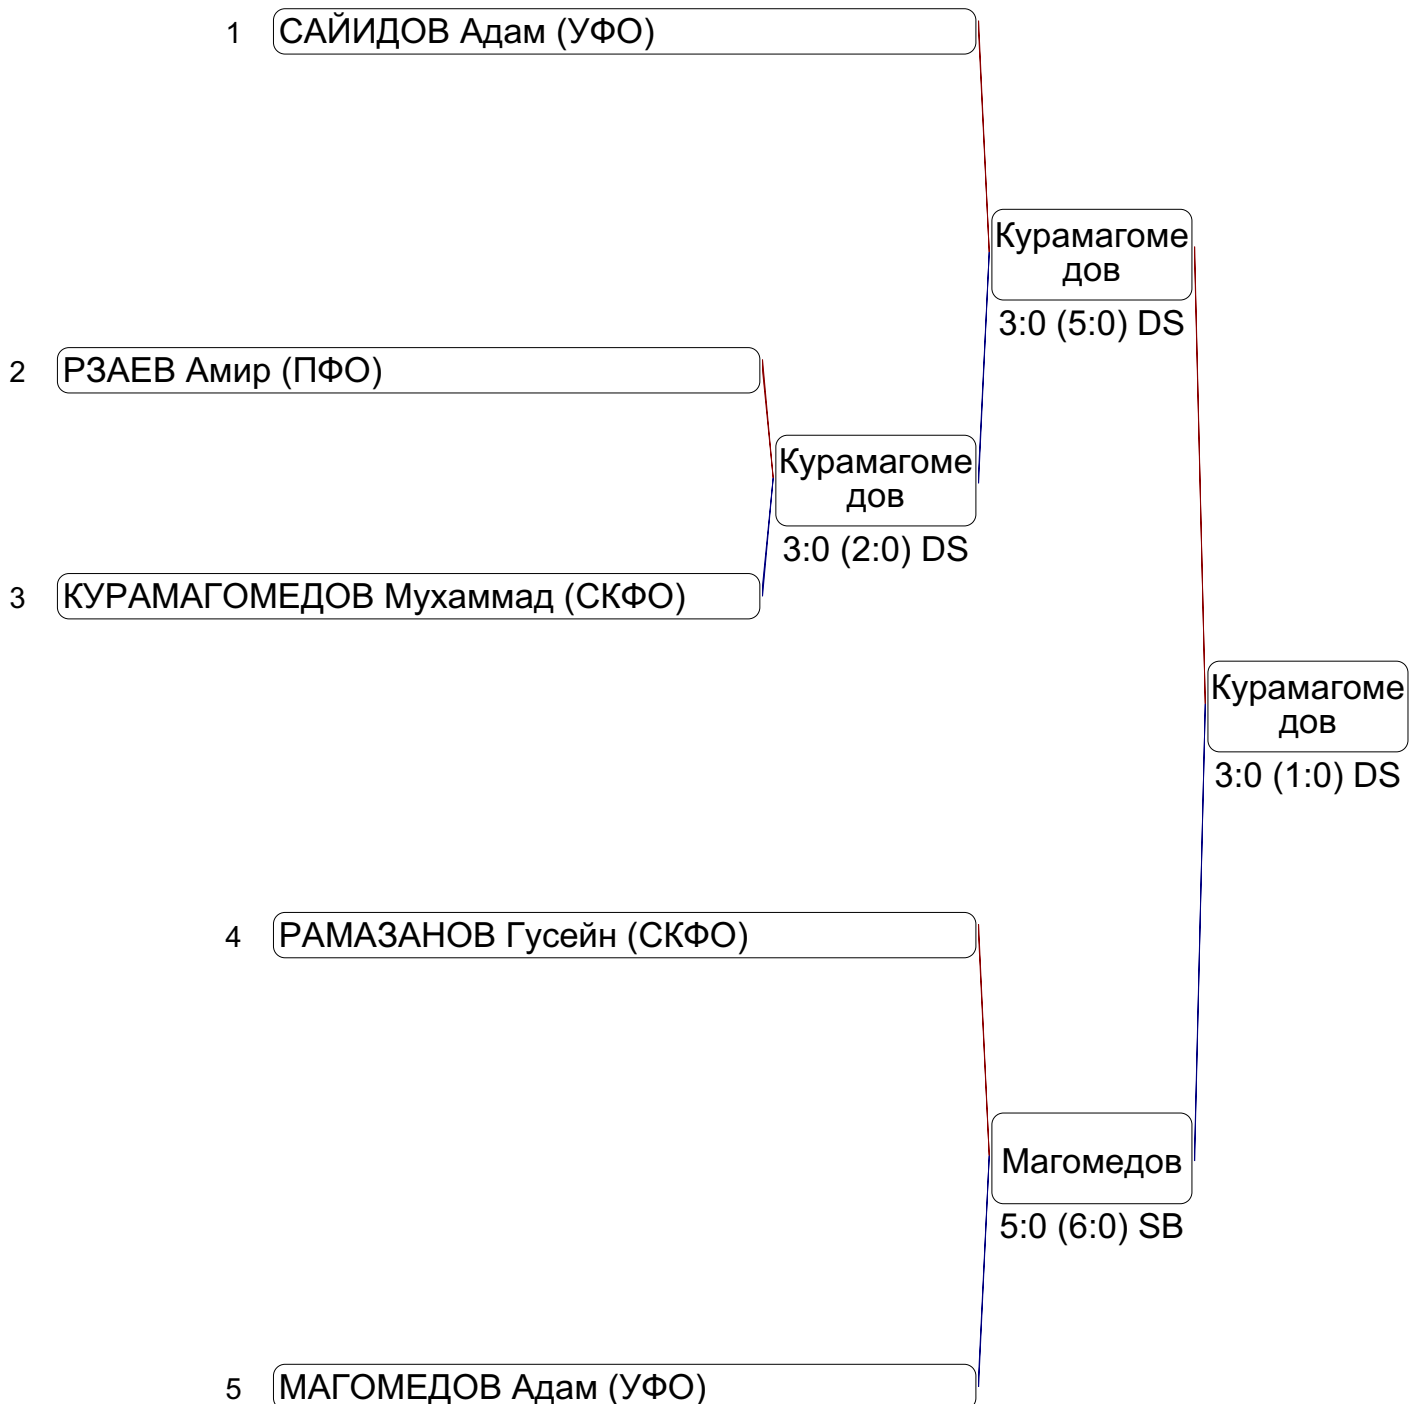 1 САЙИДОВ Адам (УФО)
Курамагоме
дов
3:0 (5:0) DS
2 РЗАЕВ Амир (ПФО)
Курамагоме
дов
3:0 (2:0) DS
3 КУРАМАГОМЕДОВ Мухаммад (СКФО)
Курамагоме
дов
3:0 (1:0) DS
4 РАМАЗАНОВ Гусейн (СКФО)
Магомедов
5:0 (6:0) SB
5 МАГОМЕДОВ Адам (УФО)